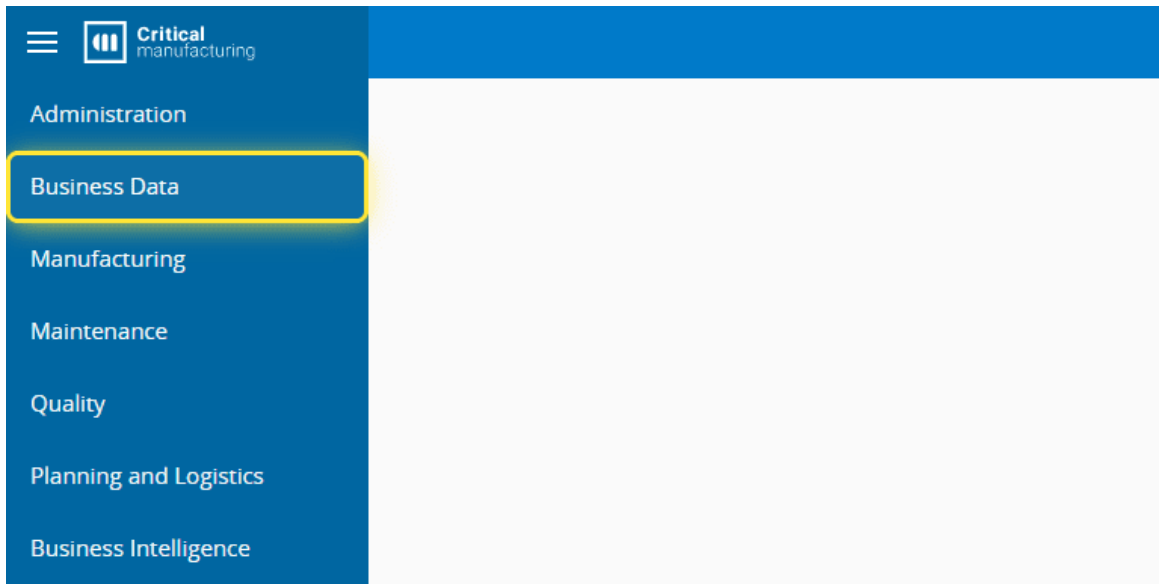 Critical
manufacturing
Administration
Business Data
Manufacturing
Maintenance
Quality
Planning and Logistics
Business Intelligence